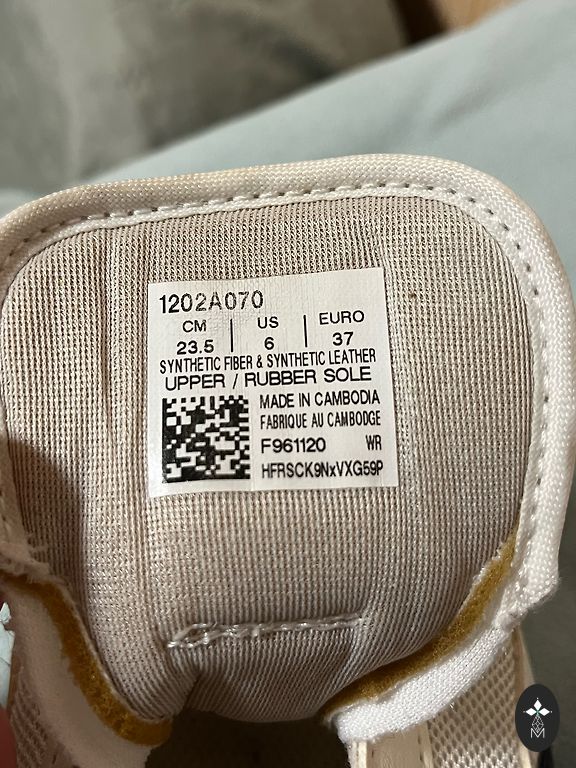 1202A070
CM | US | EURO
23.5 | 6 | 37
SYNTHETIC FIBER & SYNTHETIC LEATHER
UPPER / RUBBER SOLE
MADE IN CAMBODIA
FABRIQUE AU CAMBODGE
F961120 WR
HFRSCK9NxVXG59P
M